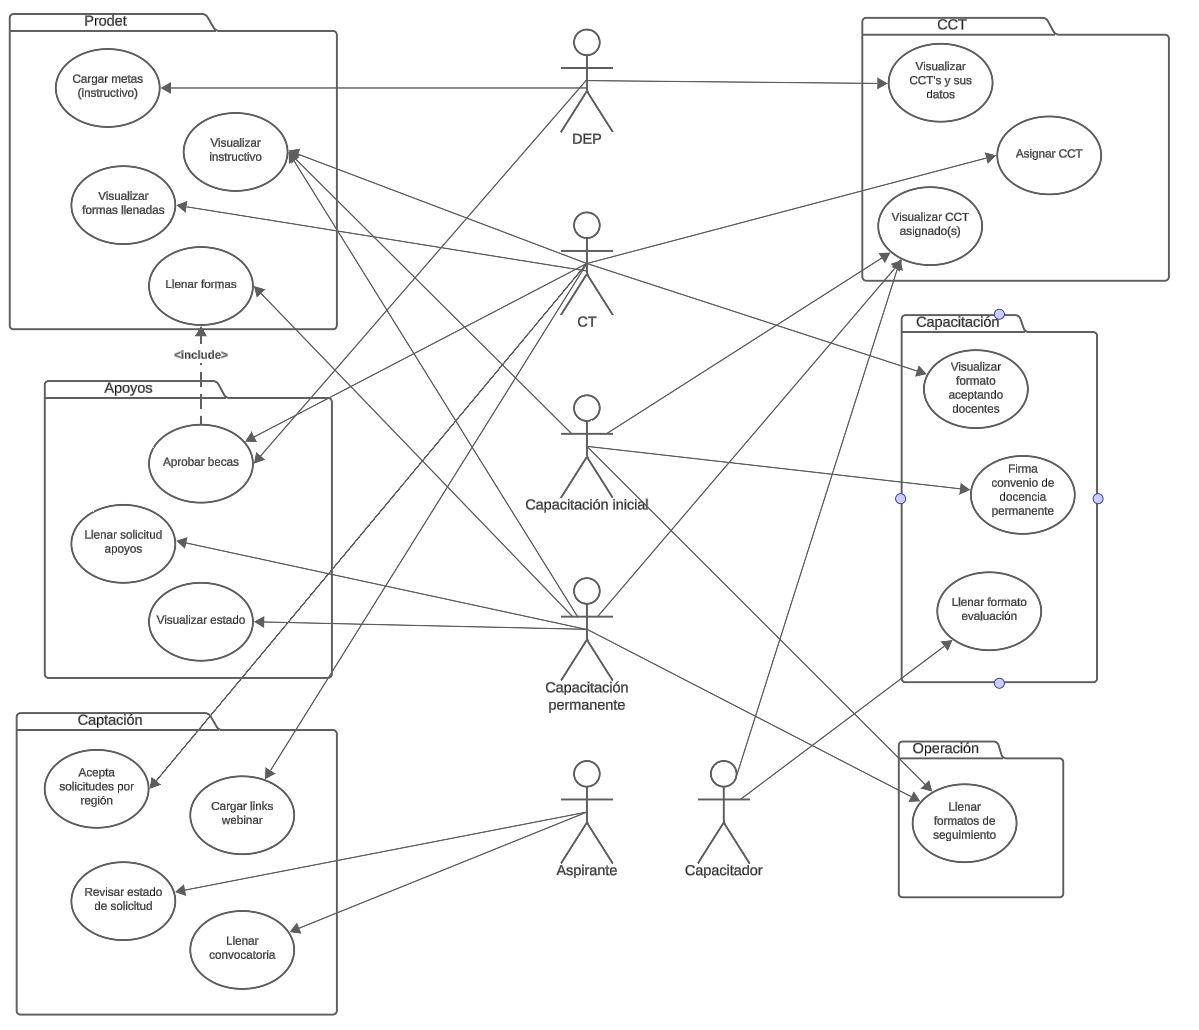 Prodet
Cargar metas
(instructivo)
Visualizar
instructivo
Visualizar
formas llenadas
Llenar formas
<include>
Apoyos
Aprobar becas
Llenar solicitud
apoyos
Visualizar estado
Captación
Acepta
solicitudes por
región
Cargar links
webinar
Revisar estado
de solicitud
Llenar
convocatoria
DEP
CT
Capacitación inicial
Capacitación
permanente
Aspirante
Capacitador
CCT
Visualizar
CCT's y sus
datos
Asignar CCT
Visualizar CCT
asignado(s)
Capacitación
Visualizar
formato
aceptando
docentes
Firma
convenio de
docencia
permanente
Llenar formato
evaluación
Operación
Llenar
formatos de
seguimiento